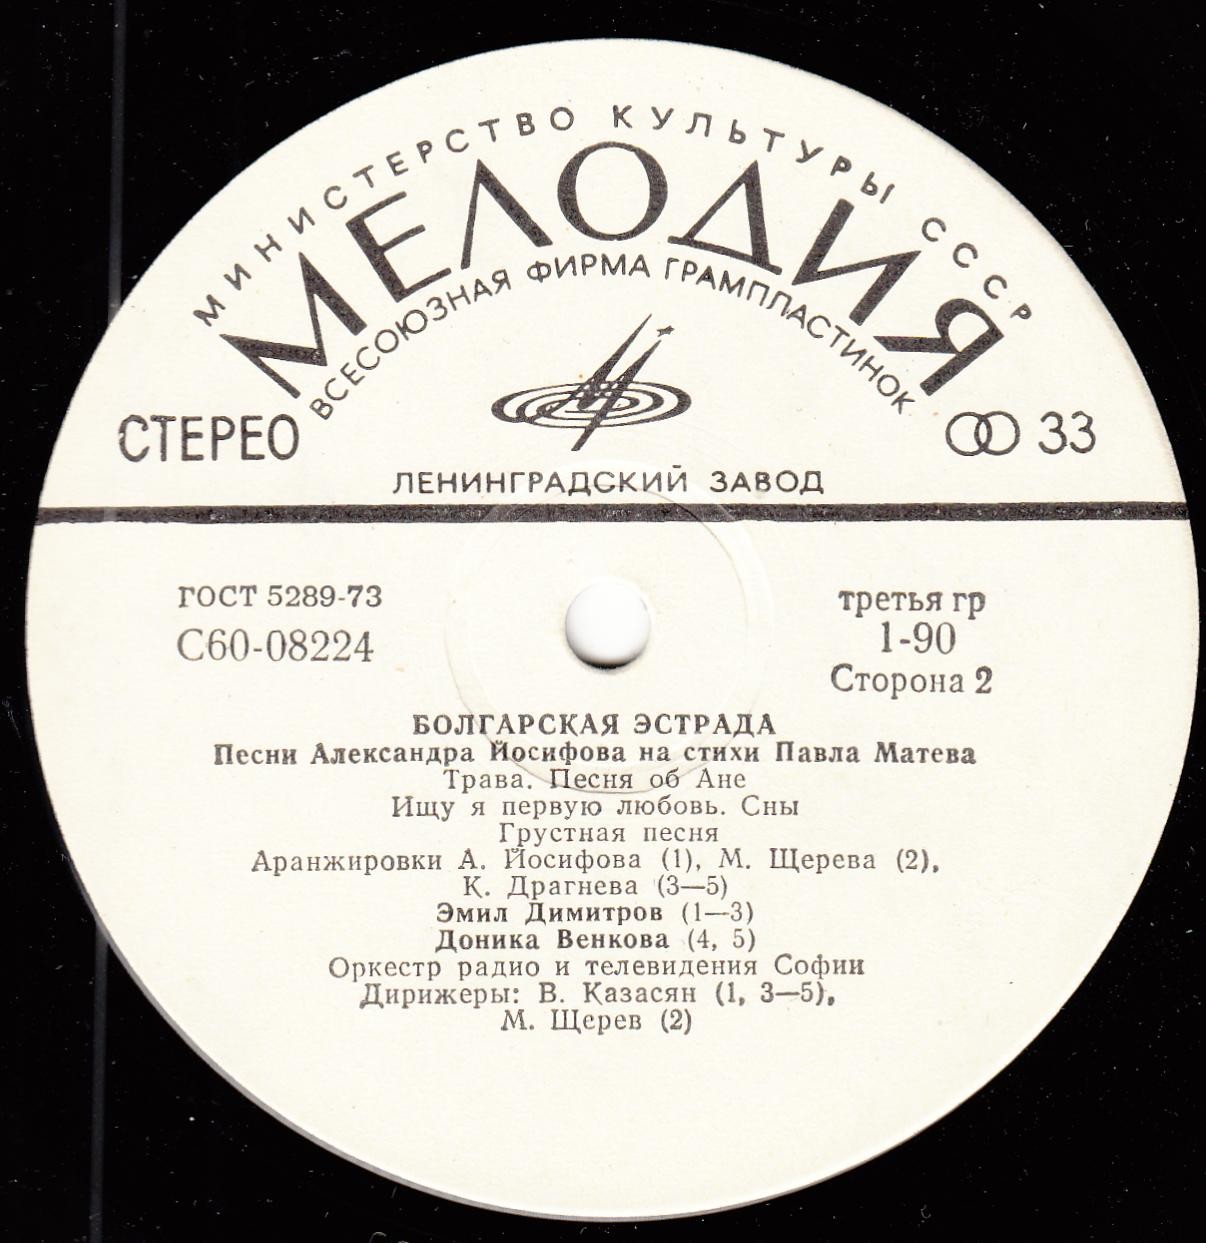 МИНИСТЕРСТВО КУЛЬТУРЫ СССР
МЕЛОДИЯ
ВСЕСОЮЗНАЯ ФИРМА ГРАМПЛАСТИНОК
СТЕРЕО
33
ЛЕНИНГРАДСКИЙ ЗАВОД
ГОСТ 5289-73
С60-08224
третья гр
1-90
Сторона 2
БОЛГАРСКАЯ ЭСТРАДА
Песни Александра Йосифова на стихи Павла Матева
Трава. Песня об Ане
Ищу я первую любовь. Сны
Грустная песня
Аранжировки А. Йосифова (1), М. Щерева (2),
К. Драгнева (3—5)
Эмил Димитров (1—3)
Доника Венкова (4, 5)
Оркестр радио и телевидения Софии
Дирижеры: В. Казасян (1, 3—5),
М. Щерев (2)